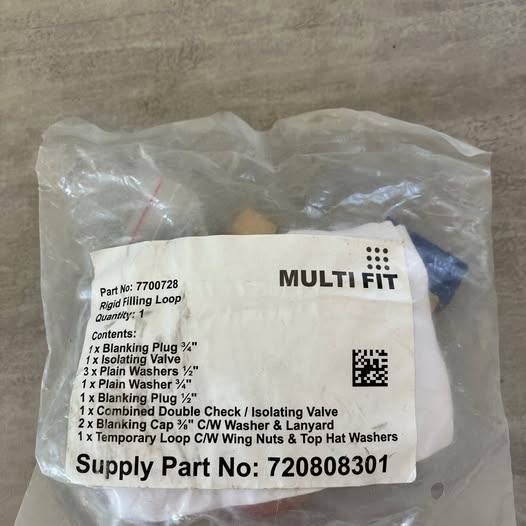 MULTI FIT
Part No: 7700728
Rigid Filling Loop
Quantity: 1
Contents:
1 x Blanking Plug ¾"
1 x Isolating Valve
3 x Plain Washers ½"
1 x Plain Washer ¾"
1 x Blanking Plug ½"
1 x Combined Double Check / Isolating Valve
2 x Blanking Cap ⅜" C/W Washer & Lanyard
1 x Temporary Loop C/W Wing Nuts & Top Hat Washers
Supply Part No: 720808301